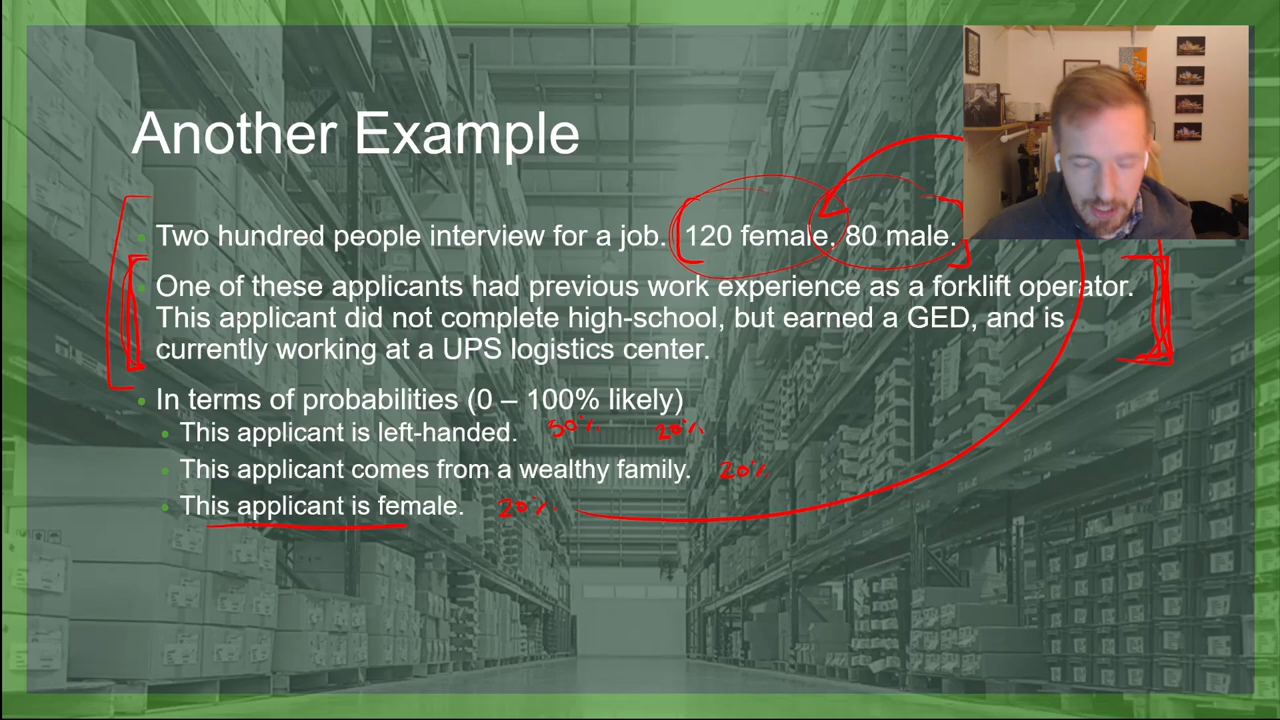 Another Example
Two hundred people interview for a job. 120 female, 80 male.
One of these applicants had previous work experience as a forklift operator.
This applicant did not complete high-school, but earned a GED, and is
currently working at a UPS logistics center.
In terms of probabilities (0 – 100% likely)
This applicant is left-handed. 50% 20%
This applicant comes from a wealthy family. 20%
This applicant is female. 20%